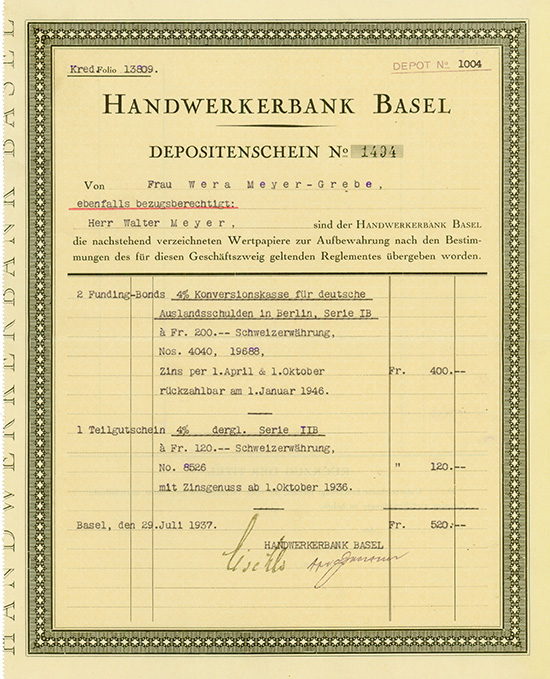 Kred.Folio 13809.
DEPOT No 1004
HANDWERKERBANK BASEL
DEPOSITENSCHEIN No 1494
Von Frau Wera Meyer-Grebe,
ebenfalls bezugsberechtigt:
Herr Walter Meyer, sind der HANDWERKERBANK BASEL
die nachstehend verzeichneten Wertpapiere zur Aufbewahrung nach den Bestim-
mungen des für diesen Geschäftszweig geltenden Reglementes übergeben worden.
2 Funding-Bonds 4% Konversionskasse für deutsche
Auslandsschulden in Berlin, Serie IB
à Fr. 200.-- Schweizerwährung,
Nos. 4040, 19688,
Zins per 1.April & 1.Oktober Fr. 400.--
rückzahlbar am 1.Januar 1946.
1 Teilgutschein 4% dergl. Serie IIB
à Fr. 120.-- Schweizerwährung,
No. 8526 " 120.--
mit Zinsgenuss ab 1.Oktober 1936.
Basel, den 29.Juli 1937. Fr. 520.--
HANDWERKERBANK BASEL
HANDWERKERBANK BASEL